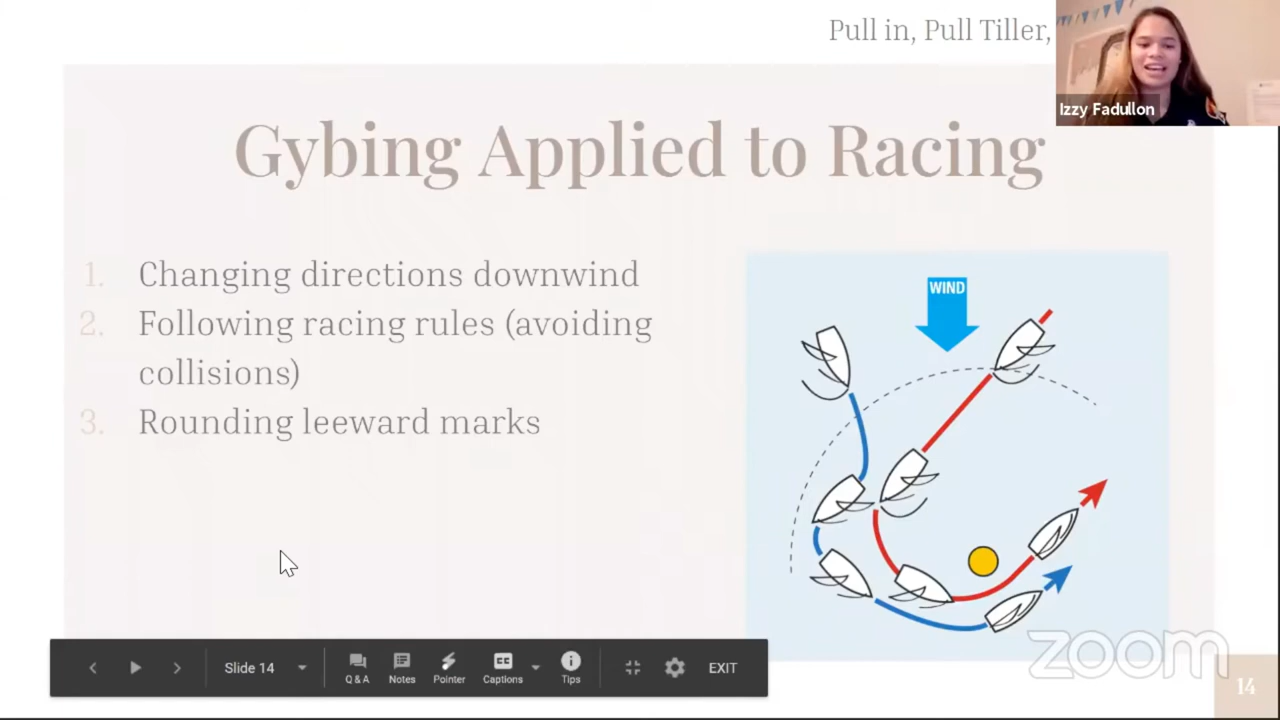 Pull in, Pull Tiller,
Izzy Fadullon
Gybing Applied to Racing
1. Changing directions downwind
2. Following racing rules (avoiding
collisions)
3. Rounding leeward marks
WIND
Slide 14
Q & A
Notes
Pointer
CC
Captions
Tips
EXIT
zoom
14